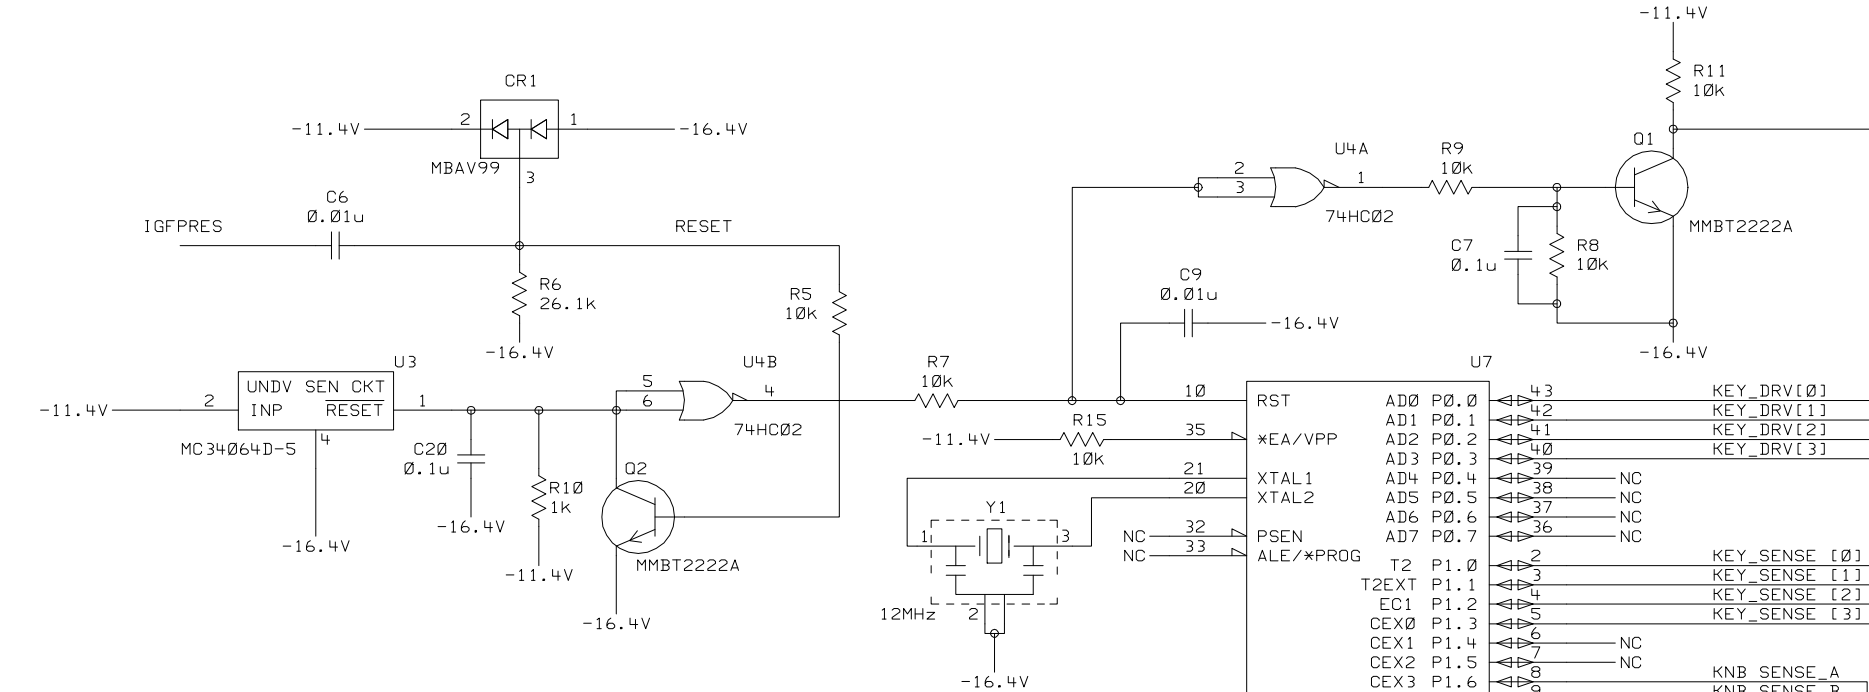 -11.4V
R11
10k
CR1
-11.4V 2 1 -16.4V
MBAV99
3
U4A
2
3
1
74HC02
R9
10k
Q1
MMBT2222A
C6
0.01u
IGFPRES
RESET
R6
26.1k
-16.4V
R5
10k
C7
0.1u
R8
10k
-16.4V
C9
0.01u
-16.4V
U3
UNDV SEN CKT
-11.4V 2 INP RESET 1
4
MC34064D-5
-16.4V
C20
0.1u
-16.4V
R10
1k
-11.4V
U4B
5
6
4
74HC02
Q2
MMBT2222A
-16.4V
R7
10k
R15
-11.4V
10k
Y1
1
3
2
12MHz
-16.4V
U7
10 RST
35 *EA/VPP
21 XTAL1
20 XTAL2
NC 32 PSEN
NC 33 ALE/*PROG
AD0 P0.0 43 KEY_DRV[0]
AD1 P0.1 42 KEY_DRV[1]
AD2 P0.2 41 KEY_DRV[2]
AD3 P0.3 40 KEY_DRV[3]
AD4 P0.4 39 NC
AD5 P0.5 38 NC
AD6 P0.6 37 NC
AD7 P0.7 36 NC
T2 P1.0 2 KEY_SENSE [0]
T2EXT P1.1 3 KEY_SENSE [1]
EC1 P1.2 4 KEY_SENSE [2]
CEX0 P1.3 5 KEY_SENSE [3]
CEX1 P1.4 6 NC
CEX2 P1.5 7 NC
CEX3 P1.6 8 KNB SENSE_A
9 KNB SENSE B